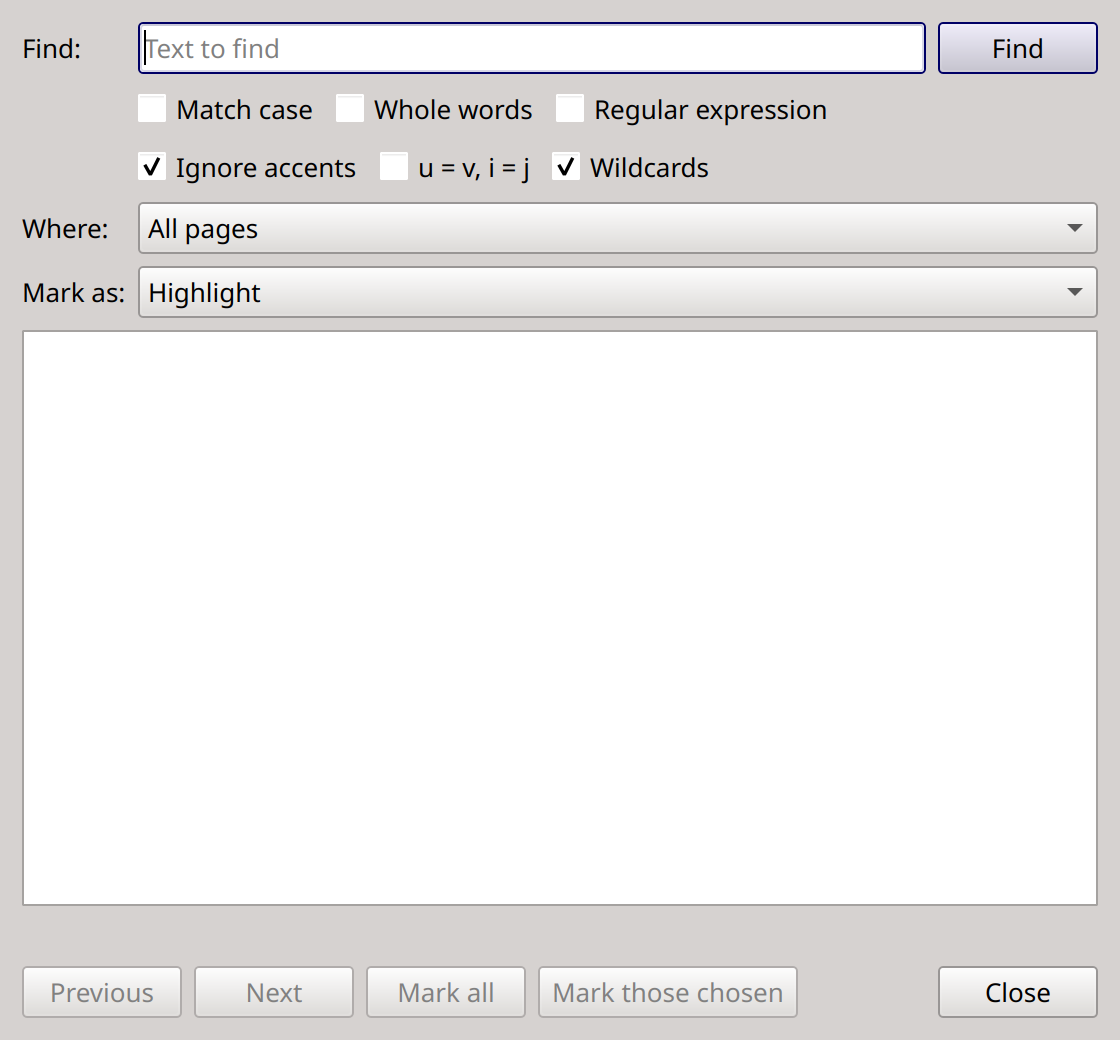 Find: Text to find Find
Match case Whole words Regular expression
Ignore accents u = v, i = j Wildcards
Where: All pages
Mark as: Highlight
Previous Next Mark all Mark those chosen Close